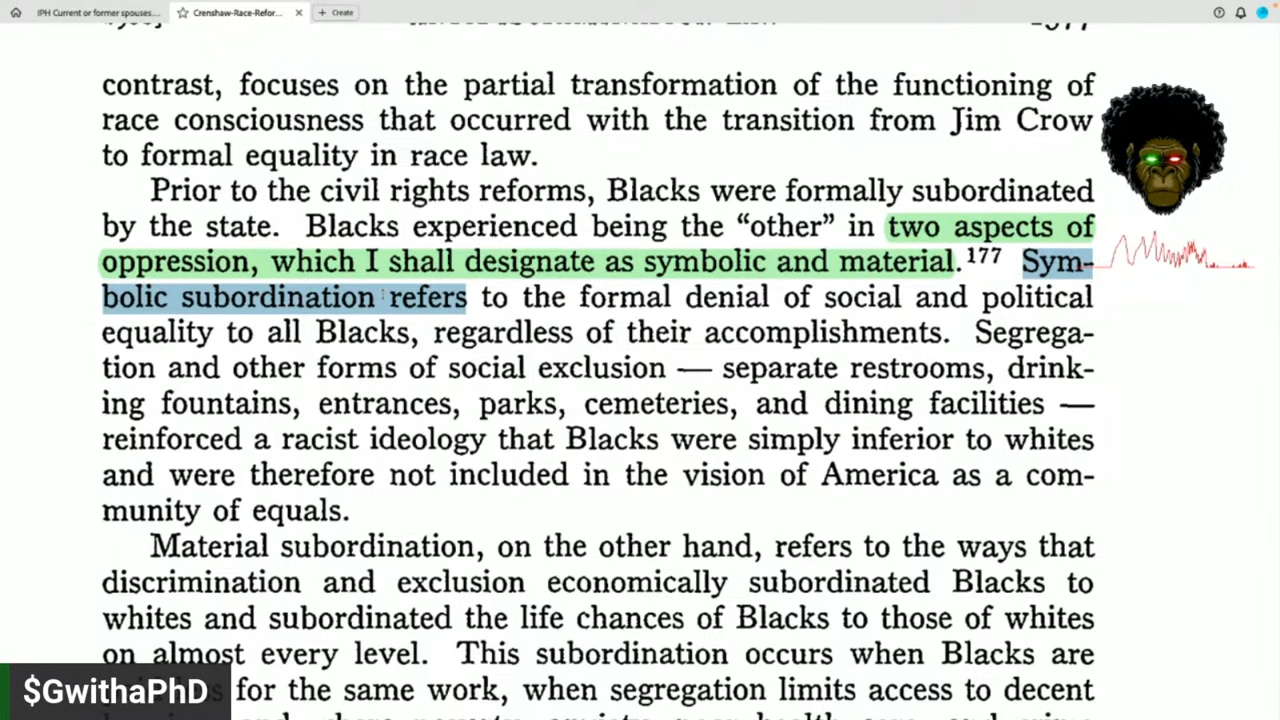 IPH Current or former spouses....
Crenshaw-Race-Refor...
Create
1977
contrast, focuses on the partial transformation of the functioning of
race consciousness that occurred with the transition from Jim Crow
to formal equality in race law.
Prior to the civil rights reforms, Blacks were formally subordinated
by the state. Blacks experienced being the “other” in two aspects of
oppression, which I shall designate as symbolic and material.177 Sym-
bolic subordination refers to the formal denial of social and political
equality to all Blacks, regardless of their accomplishments. Segrega-
tion and other forms of social exclusion — separate restrooms, drink-
ing fountains, entrances, parks, cemeteries, and dining facilities —
reinforced a racist ideology that Blacks were simply inferior to whites
and were therefore not included in the vision of America as a com-
munity of equals.
Material subordination, on the other hand, refers to the ways that
discrimination and exclusion economically subordinated Blacks to
whites and subordinated the life chances of Blacks to those of whites
on almost every level. This subordination occurs when Blacks are
for the same work, when segregation limits access to decent
$GwithaPhD